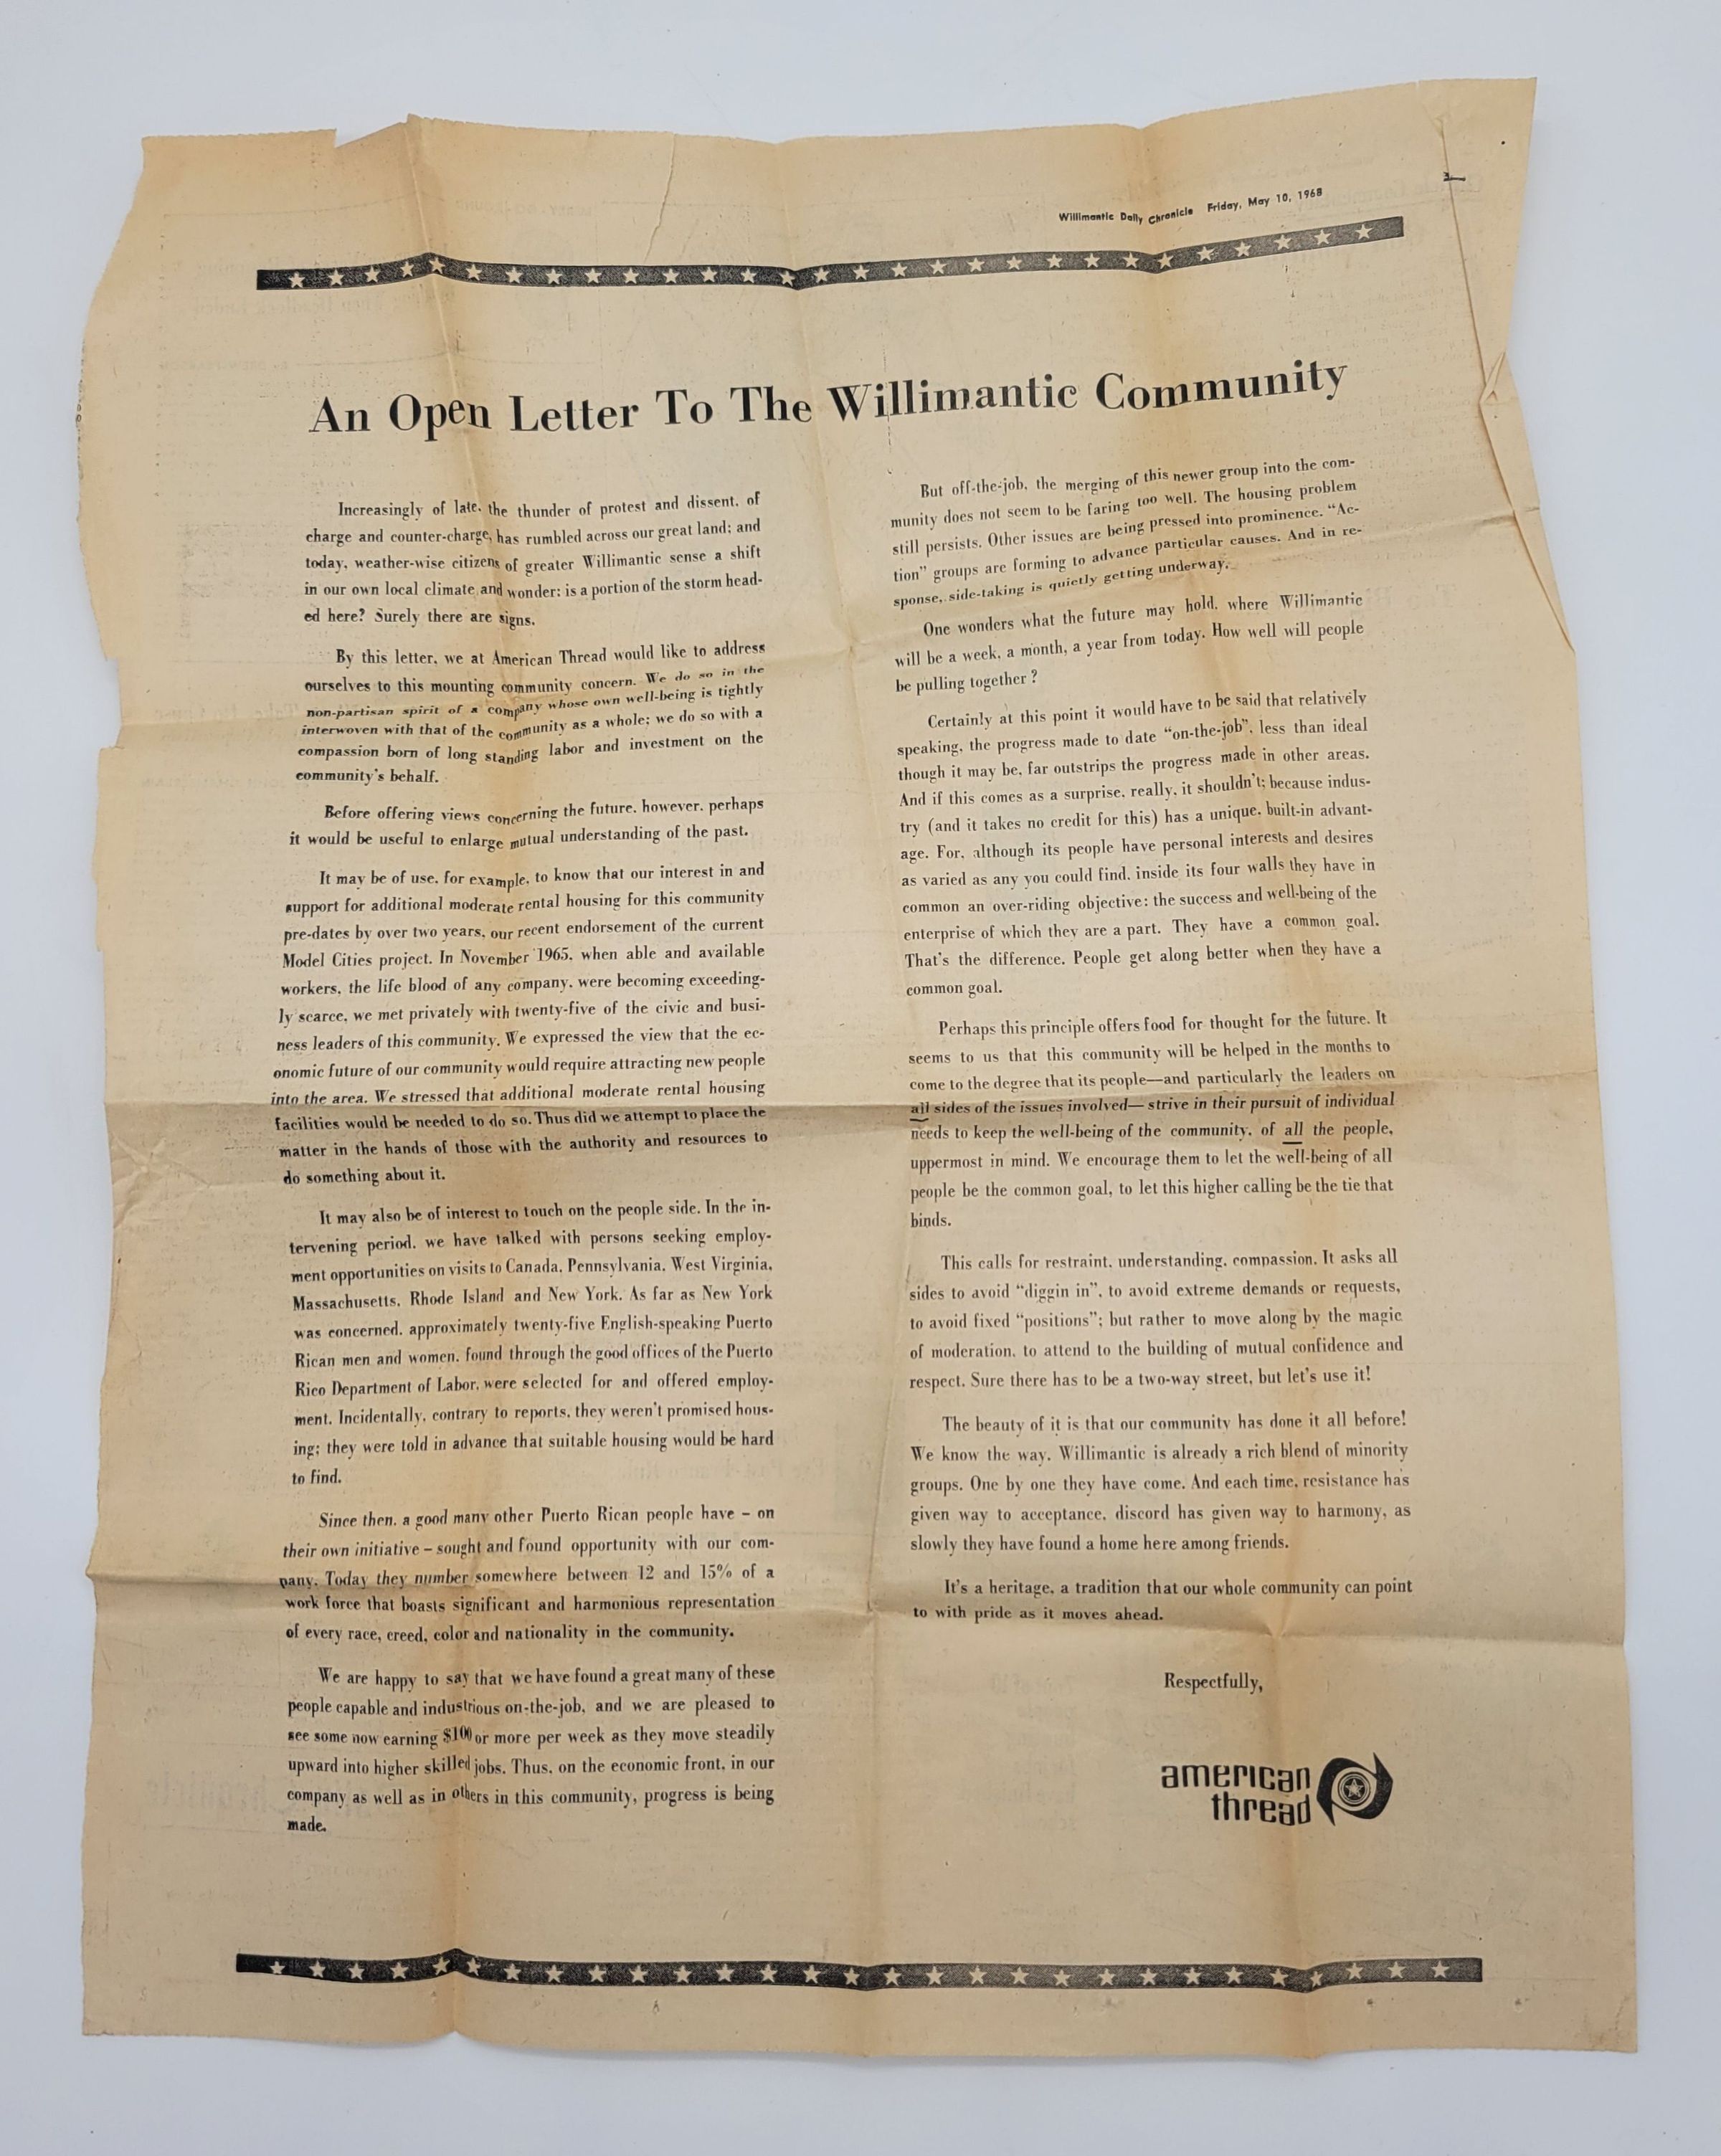 Willimantic Daily Chronicle Friday, May 10, 1968
3
An Open Letter To The Willimantic Community
Increasingly of late, the thunder of protest and dissent, of
charge and counter-charge, has rumbled across our great land; and
today, weather-wise citizens of greater Willimantic sense a shift
in our own local climate and wonder: is a portion of the storm head-
ed here? Surely there are signs.
By this letter, we at American Thread would like to address
ourselves to this mounting community concern. We do so in the
non-partisan spirit of a company whose own well-being is tightly
interwoven with that of the community as a whole; we do so with a
compassion born of long standing labor and investment on the
community's behalf.
Before offering views concerning the future, however, perhaps
it would be useful to enlarge mutual understanding of the past.
It may be of use, for example, to know that our interest in and
support for additional moderate rental housing for this community
pre-dates by over two years, our recent endorsement of the current
Model Cities project. In November 1965, when able and available
workers, the life blood of any company, were becoming exceeding-
ly scarce, we met privately with twenty-five of the civic and busi-
ness leaders of this community. We expressed the view that the ec-
onomic future of our community would require attracting new people
into the area. We stressed that additional moderate rental housing
facilities would be needed to do so. Thus did we attempt to place the
matter in the hands of those with the authority and resources to
do something about it.
It may also be of interest to touch on the people side. In the in-
tervening period, we have talked with persons seeking employ-
ment opportunities on visits to Canada, Pennsylvania, West Virginia,
Massachusetts, Rhode Island and New York. As far as New York
was concerned, approximately twenty-five English-speaking Puerto
Rican men and women, found through the good offices of the Puerto
Rico Department of Labor, were selected for and offered employ-
ment. Incidentally, contrary to reports, they weren't promised hous-
ing; they were told in advance that suitable housing would be hard
to find.
Since then, a good many other Puerto Rican people have – on
their own initiative – sought and found opportunity with our com-
pany. Today they number somewhere between 12 and 15% of a
work force that boasts significant and harmonious representation
of every race, creed, color and nationality in the community.
We are happy to say that we have found a great many of these
people capable and industrious on-the-job, and we are pleased to
see some now earning $100 or more per week as they move steadily
upward into higher skilled jobs. Thus, on the economic front, in our
company as well as in others in this community, progress is being
made.
But off-the-job, the merging of this newer group into the com-
munity does not seem to be faring too well. The housing problem
still persists. Other issues are being pressed into prominence. "Ac-
tion" groups are forming to advance particular causes. And in re-
sponse, side-taking is quietly getting underway.
One wonders what the future may hold, where Willimantic
will be a week, a month, a year from today. How well will people
be pulling together?
Certainly at this point it would have to be said that relatively
speaking, the progress made to date "on-the-job", less than ideal
though it may be, far outstrips the progress made in other areas.
And if this comes as a surprise, really, it shouldn't; because indus-
try (and it takes no credit for this) has a unique, built-in advant-
age. For, although its people have personal interests and desires
as varied as any you could find, inside its four walls they have in
common an over-riding objective: the success and well-being of the
enterprise of which they are a part. They have a common goal.
That's the difference. People get along better when they have a
common goal.
Perhaps this principle offers food for thought for the future. It
seems to us that this community will be helped in the months to
come to the degree that its people—and particularly the leaders on
all sides of the issues involved— strive in their pursuit of individual
needs to keep the well-being of the community, of all the people,
uppermost in mind. We encourage them to let the well-being of all
people be the common goal, to let this higher calling be the tie that
binds.
This calls for restraint, understanding, compassion. It asks all
sides to avoid "diggin in", to avoid extreme demands or requests,
to avoid fixed "positions"; but rather to move along by the magic
of moderation, to attend to the building of mutual confidence and
respect. Sure there has to be a two-way street, but let's use it!
The beauty of it is that our community has done it all before!
We know the way. Willimantic is already a rich blend of minority
groups. One by one they have come. And each time, resistance has
given way to acceptance, discord has given way to harmony, as
slowly they have found a home here among friends.
It's a heritage, a tradition that our whole community can point
to with pride as it moves ahead.
Respectfully,
american
thread